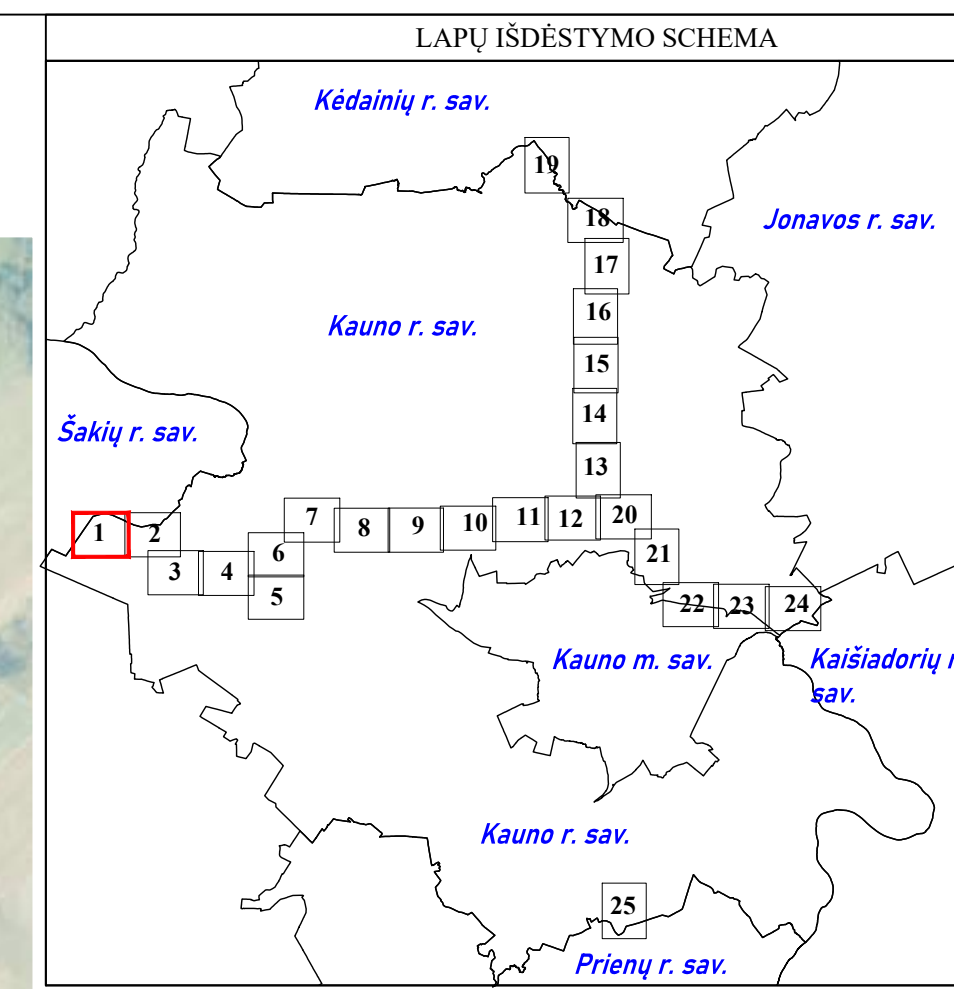 LAPŲ IŠDĖSTYMO SCHEMA
Kėdainių r. sav.
19
18
Jonavos r. sav.
17
16
Kauno r. sav.
15
14
Šakių r. sav.
13
1
2
7
8
9
10
11
12
20
6
21
3
4
5
22
23
24
Kauno m. sav.
Kaišiadorių r
sav.
Kauno r. sav.
25
Prienų r. sav.